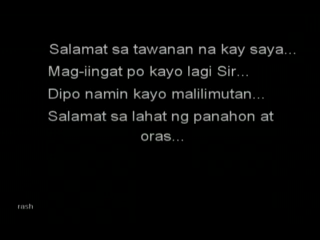 Salamat sa tawanan na kay saya...
Mag-iingat po kayo lagi Sir...
Dipo namin kayo malilimutan...
Salamat sa lahat ng panahon at
oras...
rash